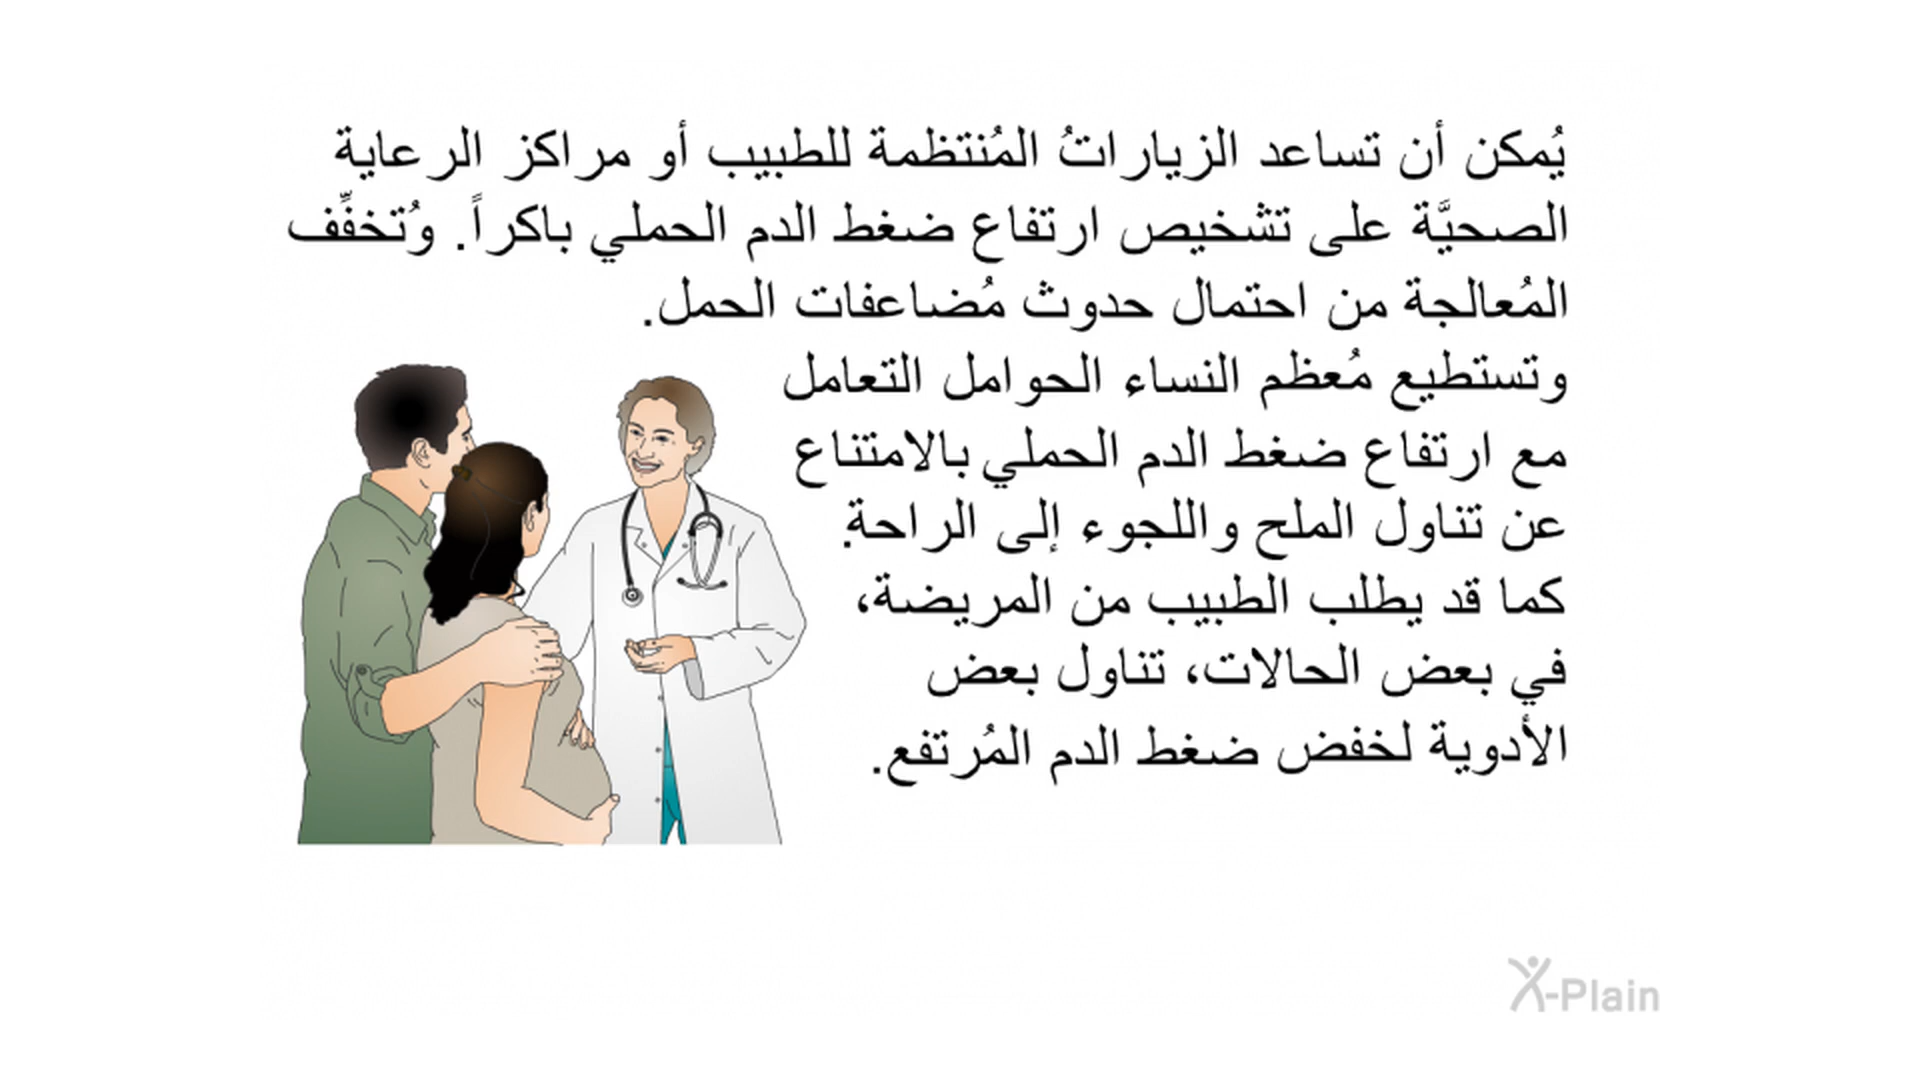 يُمكن أن تساعد الزياراتُ المُنتظمة للطبيب أو مراكز الرعاية
الصحيَّة على تشخيص ارتفاع ضغط الدم الحملي باكراً. وُتخفِّف
المُعالجة من احتمال حدوث مُضاعفات الحمل.
وتستطيع مُعظم النساء الحوامل التعامل
مع ارتفاع ضغط الدم الحملي بالامتناع
عن تناول الملح واللجوء إلى الراحة.
كما قد يطلب الطبيب من المريضة،
في بعض الحالات، تناول بعض
الأدوية لخفض ضغط الدم المُرتفع.
X-Plain